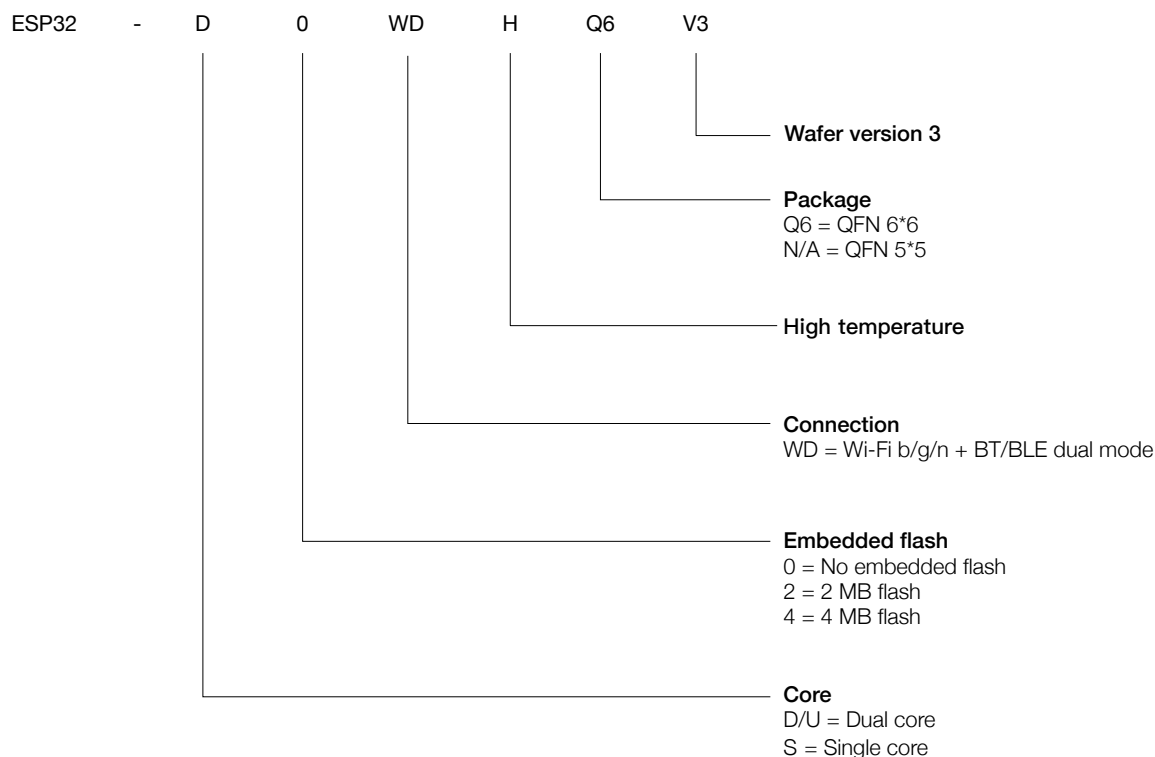 ESP32 - D 0 WD H Q6 V3
Wafer version 3
Package
Q6 = QFN 6*6
N/A = QFN 5*5
High temperature
Connection
WD = Wi-Fi b/g/n + BT/BLE dual mode
Embedded flash
0 = No embedded flash
2 = 2 MB flash
4 = 4 MB flash
Core
D/U = Dual core
S = Single core